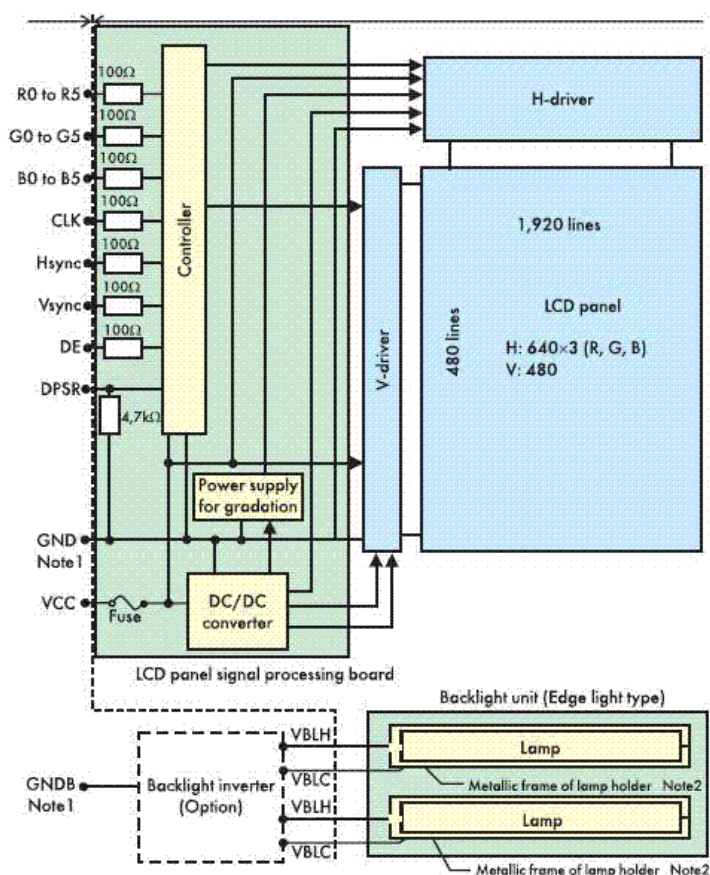 100Ω
R0 to R5
100Ω
G0 to G5
100Ω
B0 to B5
100Ω
CLK
100Ω
Hsync
100Ω
Vsync
100Ω
DE
DPSR
4,7kΩ
GND
Note1
VCC
Fuse
Controller
Power supply
for gradation
DC/DC
converter
LCD panel signal processing board
H-driver
V-driver
1,920 lines
480 lines
LCD panel
H: 640×3 (R, G, B)
V: 480
Backlight unit (Edge light type)
GNDB
Note1
Backlight inverter
(Option)
VBLH
VBLC
VBLH
VBLC
Lamp
Metallic frame of lamp holder Note2
Lamp
Metallic frame of lamp holder Note2